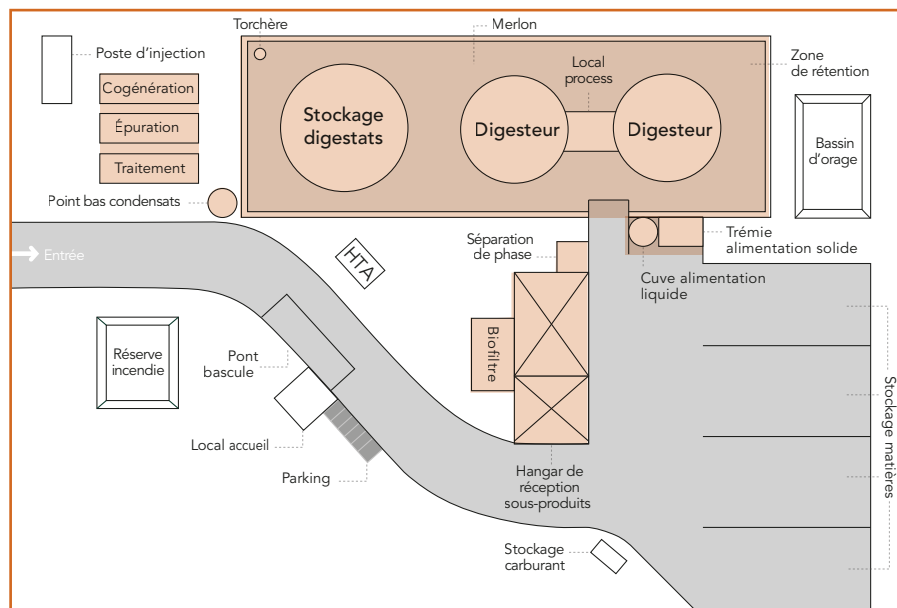 Torchère
Merlon
Poste d'injection
Zone
de rétention
Local
process
Cogénération
Stockage
digestats
Digesteur
Digesteur
Épuration
Bassin
d'orage
Traitement
Point bas condensats
Trémie
alimentation solide
Séparation
de phase
Entrée
HTA
Cuve alimentation
liquide
Biofiltre
Réserve
incendie
Pont
bascule
Stockage matières
Local accueil
Parking
Hangar de
réception
sous-produits
Stockage
carburant